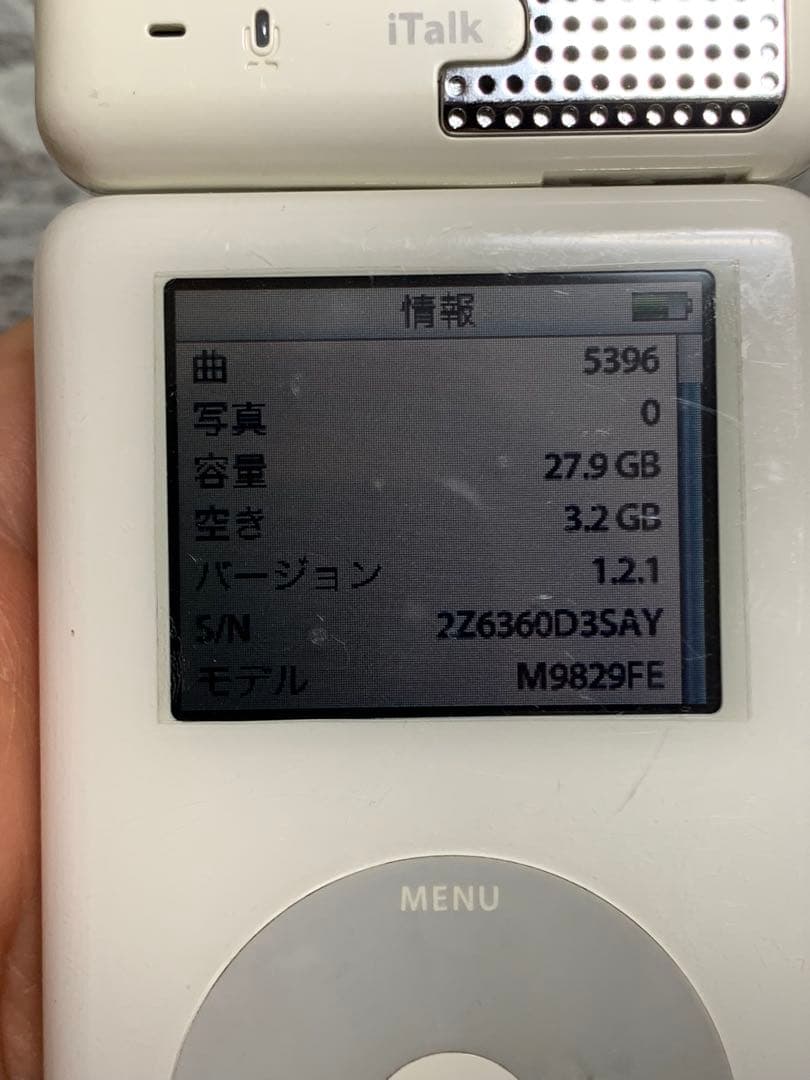 iTalk
情報
曲 5396
写真 0
容量 27.9 GB
空き 3.2 GB
バージョン 1.2.1
S/N 2Z6360D3SAY
モデル M9829FE
MENU